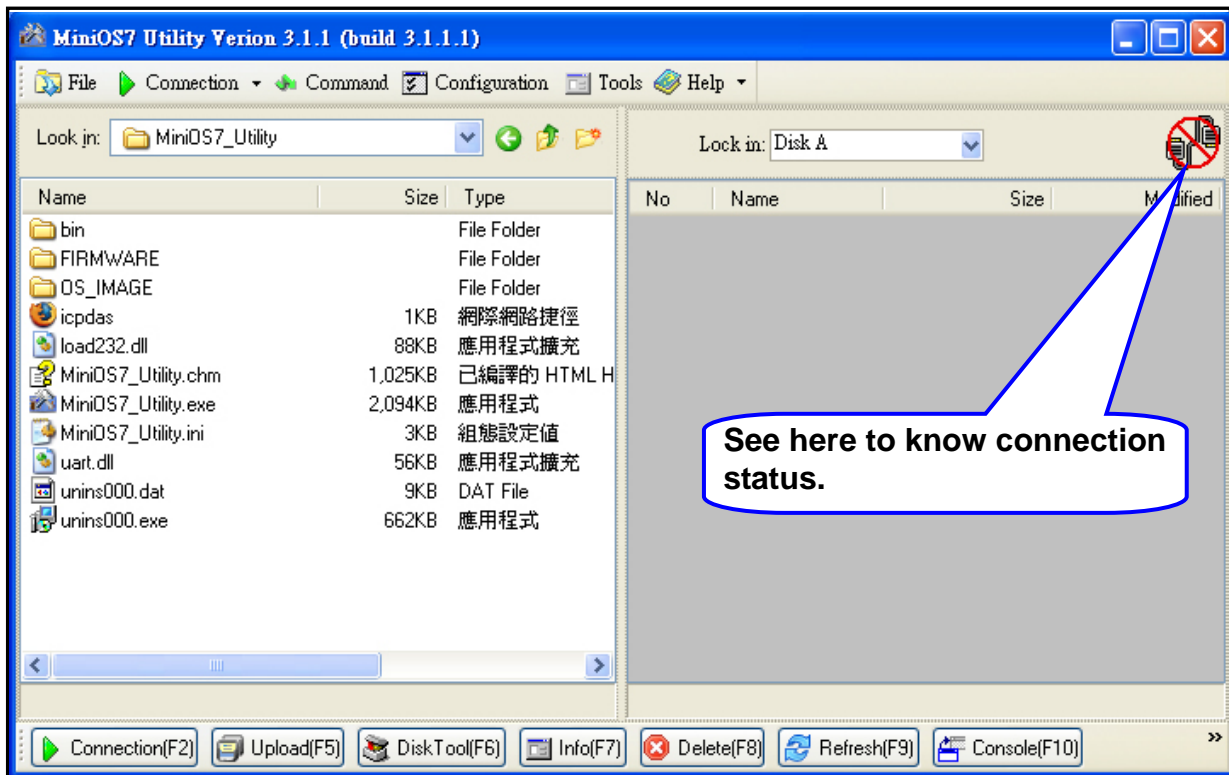 MiniOS7 Utility Verion 3.1.1 (build 3.1.1.1)
File Connection Command Configuration Tools Help
Look in: MiniOS7_Utility
Lock in: Disk A
Name Size Type
No Name Size Modified
bin File Folder
FIRMWARE File Folder
OS_IMAGE File Folder
icpdas 1KB 網際網路捷徑
load232.dll 88KB 應用程式擴充
MiniOS7_Utility.chm 1,025KB 已編譯的 HTML H
MiniOS7_Utility.exe 2,094KB 應用程式
MiniOS7_Utility.ini 3KB 組態設定值
uart.dll 56KB 應用程式擴充
unins000.dat 9KB DAT File
unins000.exe 662KB 應用程式
See here to know connection
status.
Connection(F2) Upload(F5) DiskTool(F6) Info(F7) Delete(F8) Refresh(F9) Console(F10) »